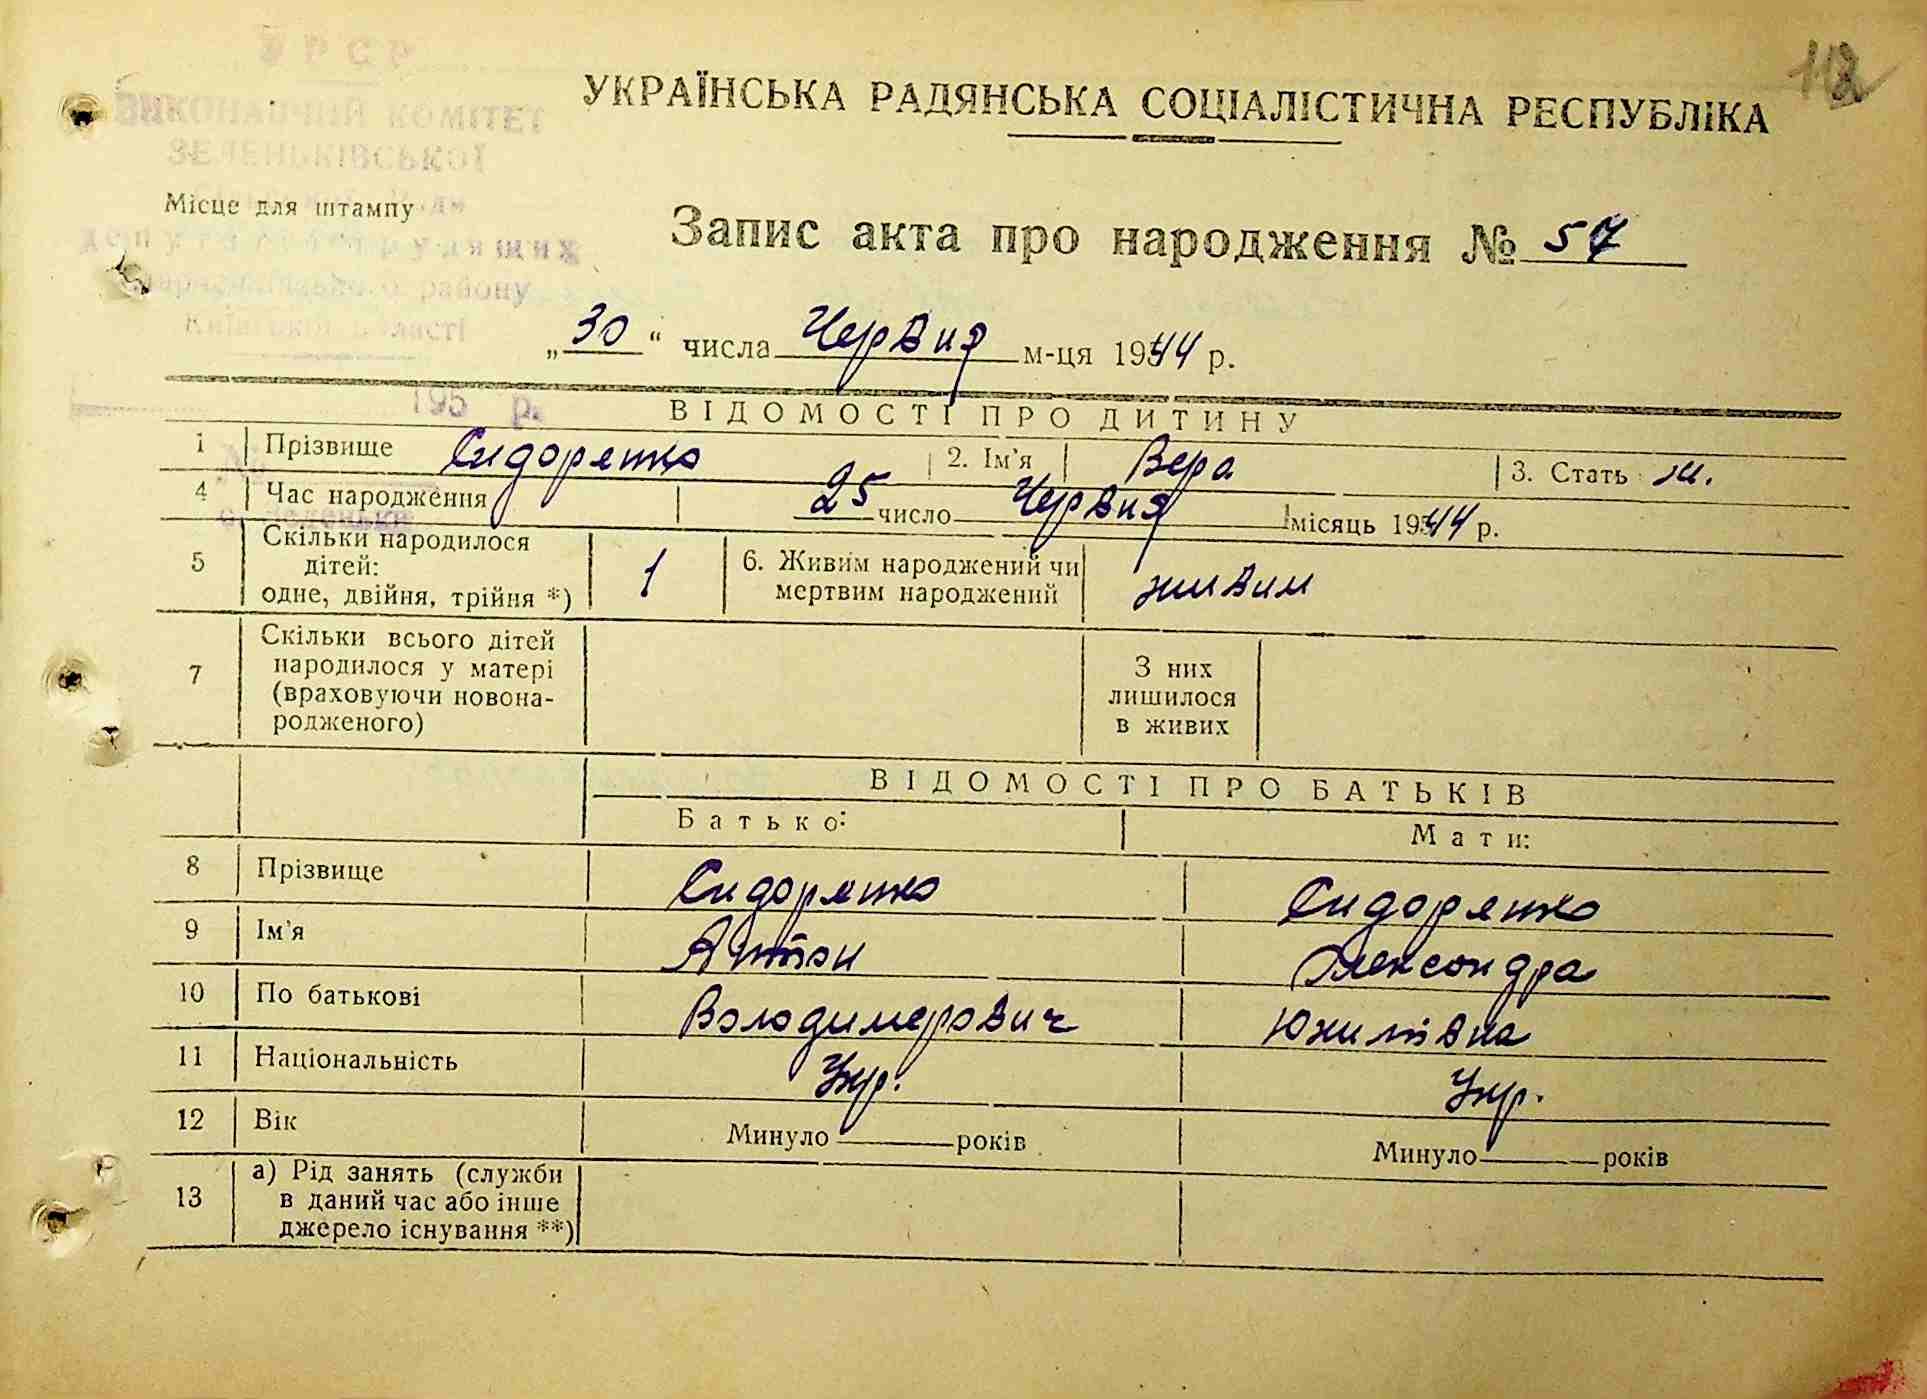 112
УРСР
ВИКОНАВЧИЙ КОМІТЕТ
ЗЕЛЕНЬКІВСЬКОЇ
УКРАЇНСЬКА РАДЯНСЬКА СОЦІАЛІСТИЧНА РЕСПУБЛІКА
Місце для штампу
депутатів трудящих
району
Київської області
Запис акта про народження № 57
„30“ числа Червня м-ця 1944 р.
195 р.
ВІДОМОСТІ ПРО ДИТИНУ
1 Прізвище Сидоренко 2. Ім'я Вера 3. Стать ж.
4 Час народження 25 число Червня місяць 1944 р.
с. Зеленьки
5 Скільки народилося
дітей:
одне, двійня, трійня *) 1 6. Живим народжений чи
мертвим народжений живим
7 Скільки всього дітей
народилося у матері
(враховуючи новона-
родженого) З них
лишилося
в живих
ВІДОМОСТІ ПРО БАТЬКІВ
Батько: Мати:
8 Прізвище Сидоренко Сидоренко
9 Ім'я Антон Олександра
10 По батькові Володимерович
11 Національність Укр. Укр.
12 Вік Минуло років Минуло років
13 а) Рід занять (служби
в даний час або інше
джерело існування **)